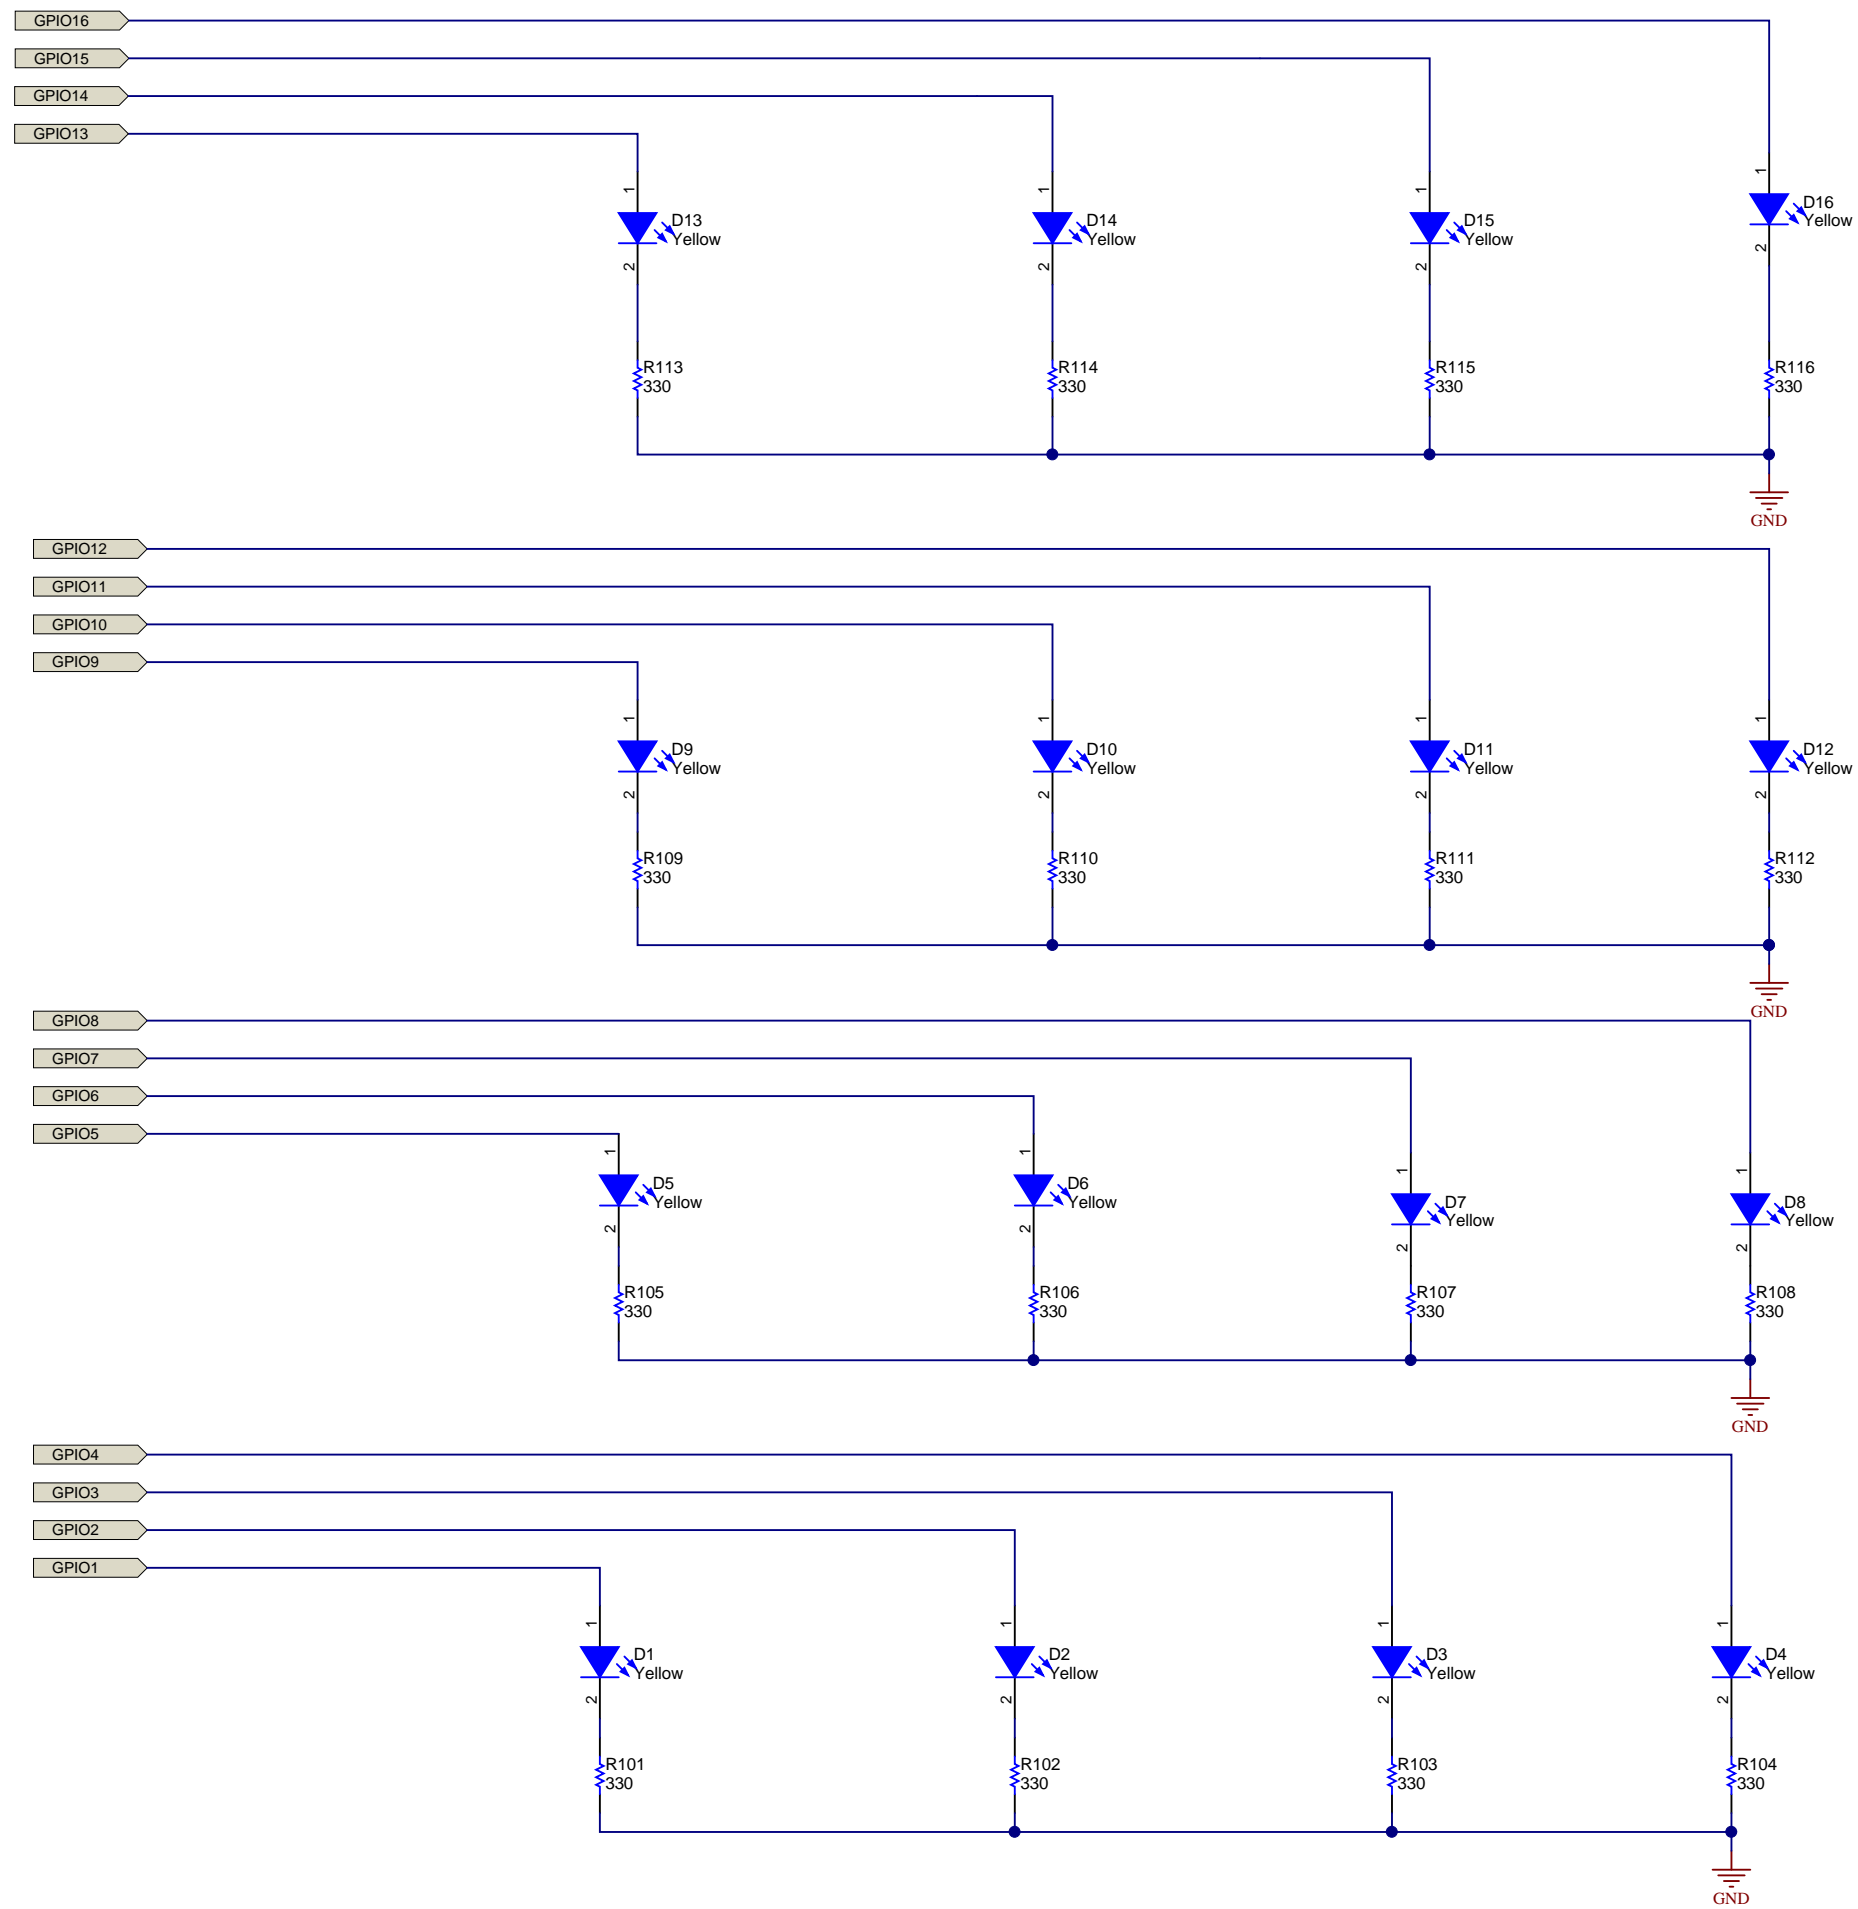 GPIO16
GPIO15
GPIO14
GPIO13
1
1
1
1
D13
Yellow
D14
Yellow
D15
Yellow
D16
Yellow
2
2
2
2
R113
330
R114
330
R115
330
R116
330
GND
GPIO12
GPIO11
GPIO10
GPIO9
1
1
1
1
D9
Yellow
D10
Yellow
D11
Yellow
D12
Yellow
2
2
2
2
R109
330
R110
330
R111
330
R112
330
GND
GPIO8
GPIO7
GPIO6
GPIO5
1
1
1
1
D5
Yellow
D6
Yellow
D7
Yellow
D8
Yellow
2
2
2
2
R105
330
R106
330
R107
330
R108
330
GND
GPIO4
GPIO3
GPIO2
GPIO1
1
1
1
1
D1
Yellow
D2
Yellow
D3
Yellow
D4
Yellow
2
2
2
2
R101
330
R102
330
R103
330
R104
330
GND